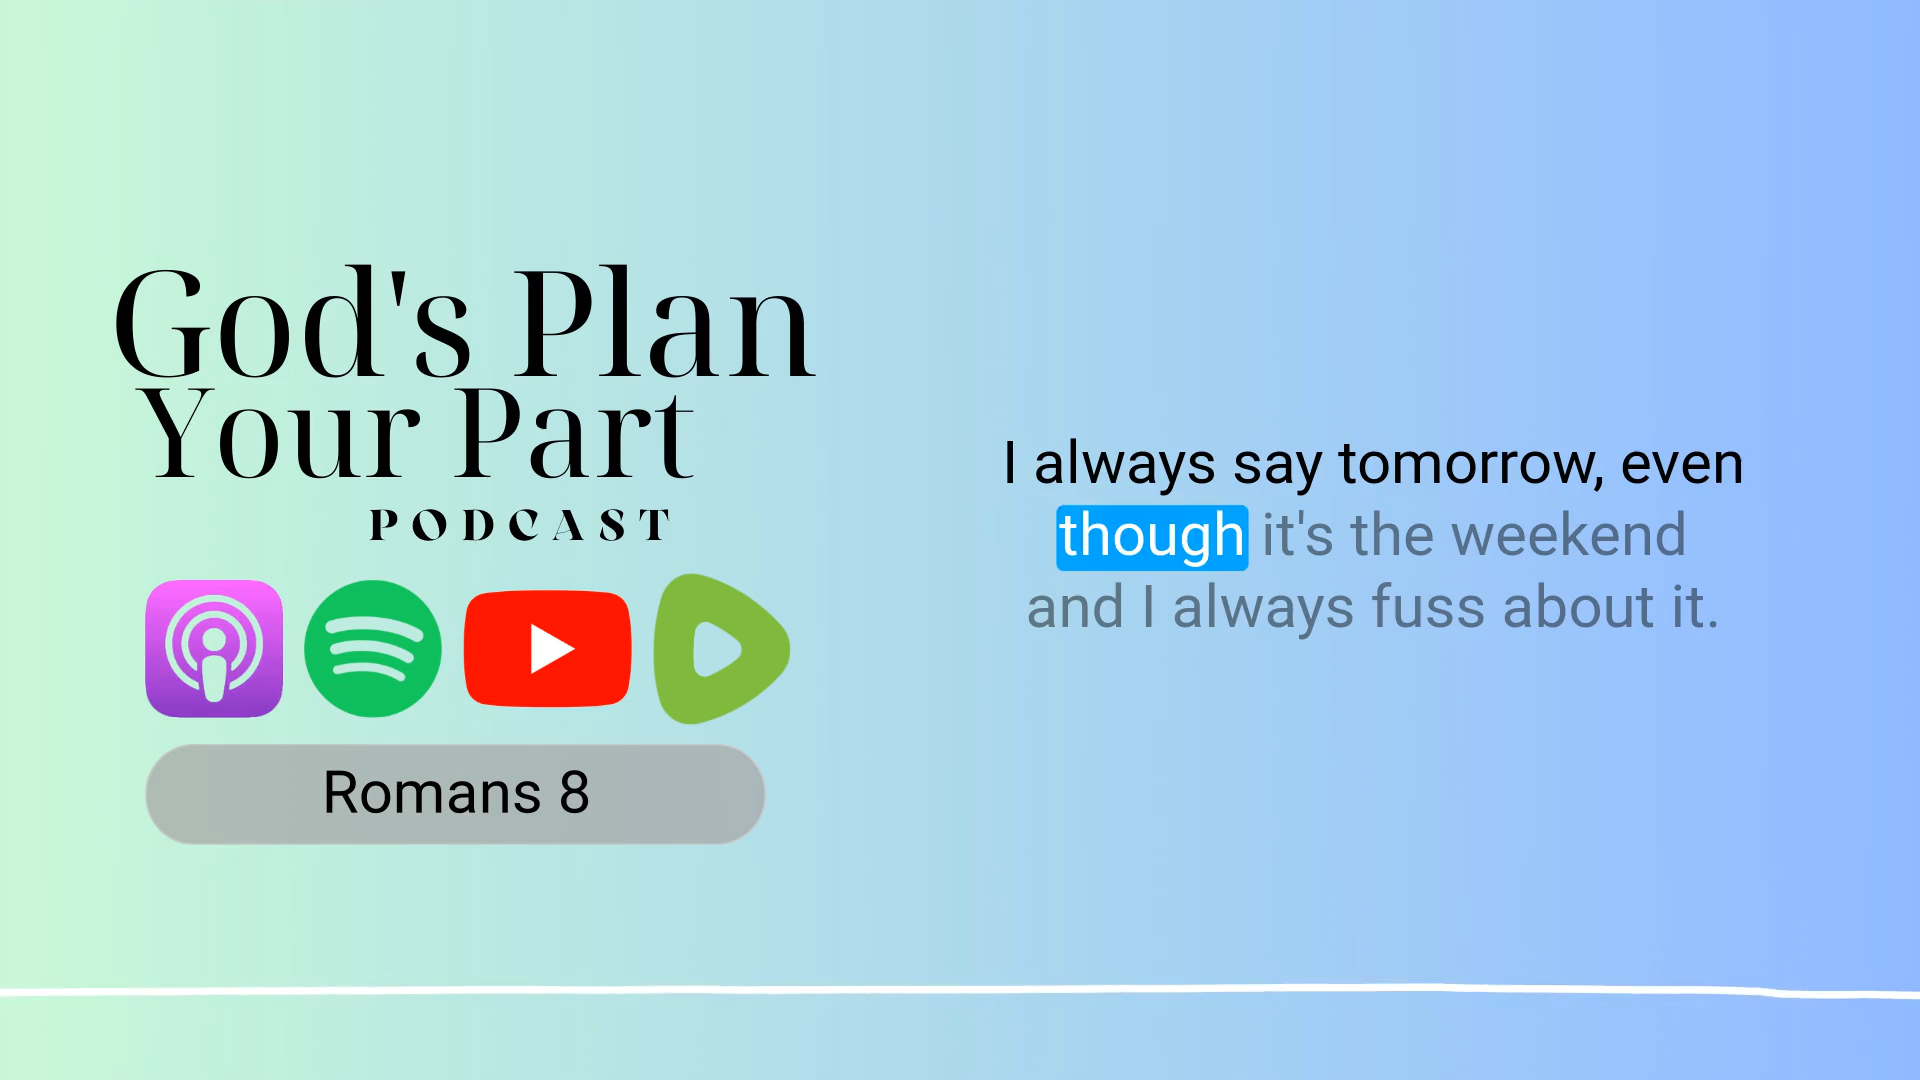 God's Plan
Your Part
PODCAST
Romans 8
I always say tomorrow, even
though it's the weekend
and I always fuss about it.